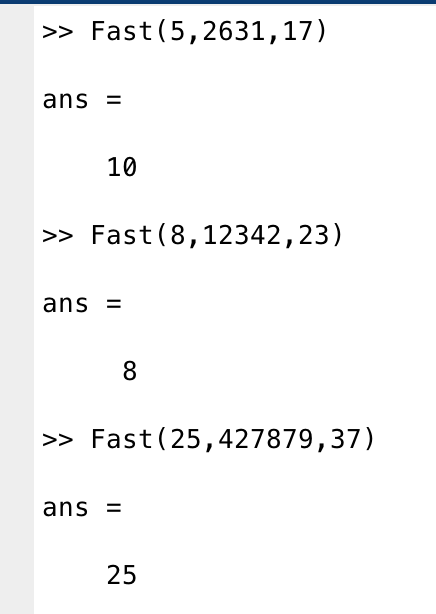 >> Fast(5,2631,17)
ans =
10
>> Fast(8,12342,23)
ans =
8
>> Fast(25,427879,37)
ans =
25